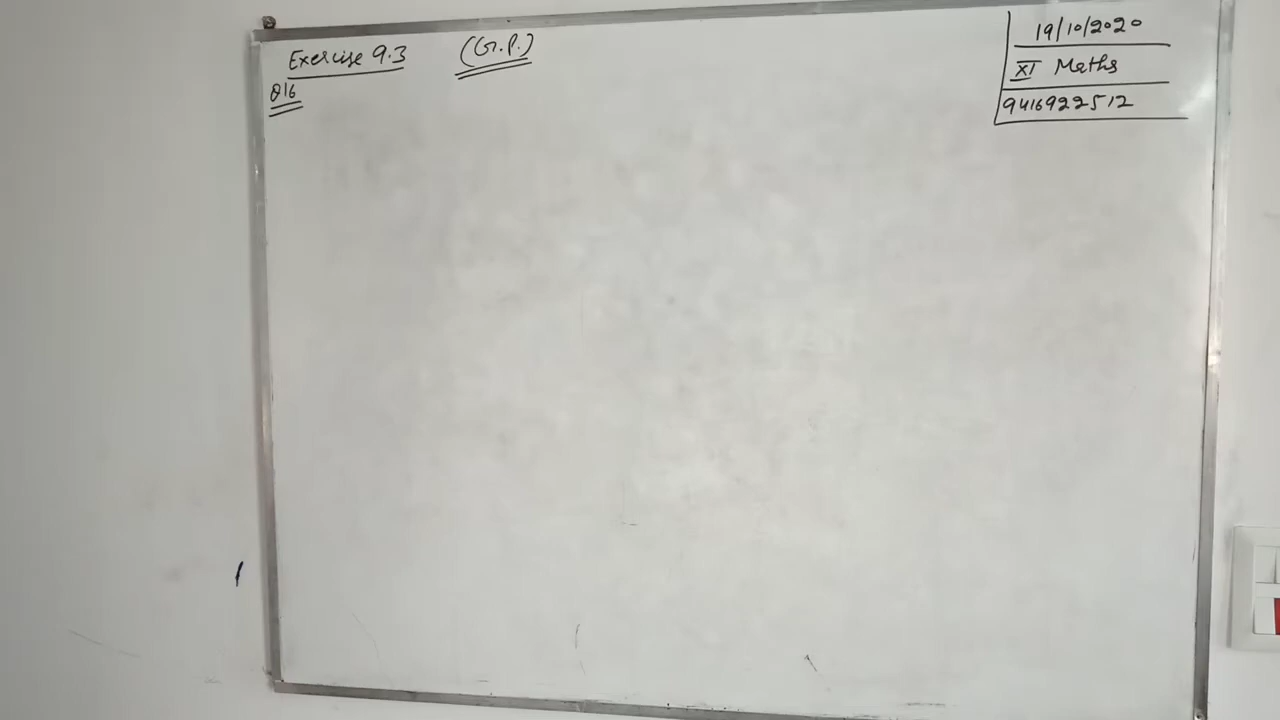 Exercise 9.3 (G.P.)
Q16
19/10/2020
XI Maths
9416922512